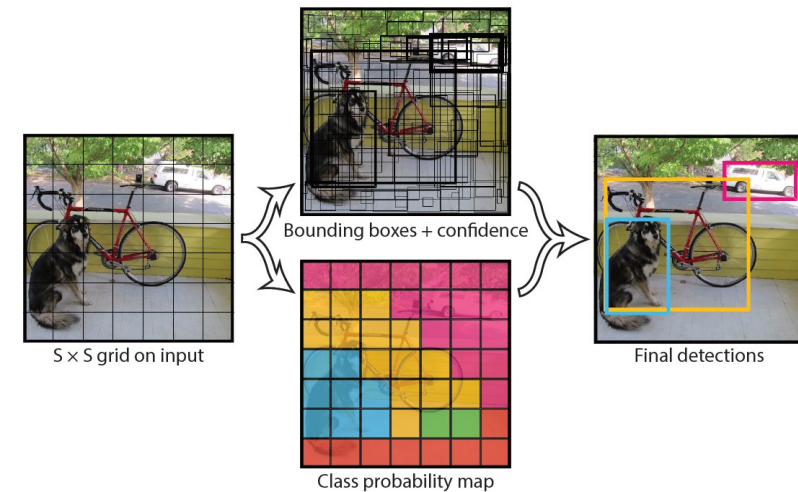 Bounding boxes + confidence
S × S grid on input
Final detections
Class probability map